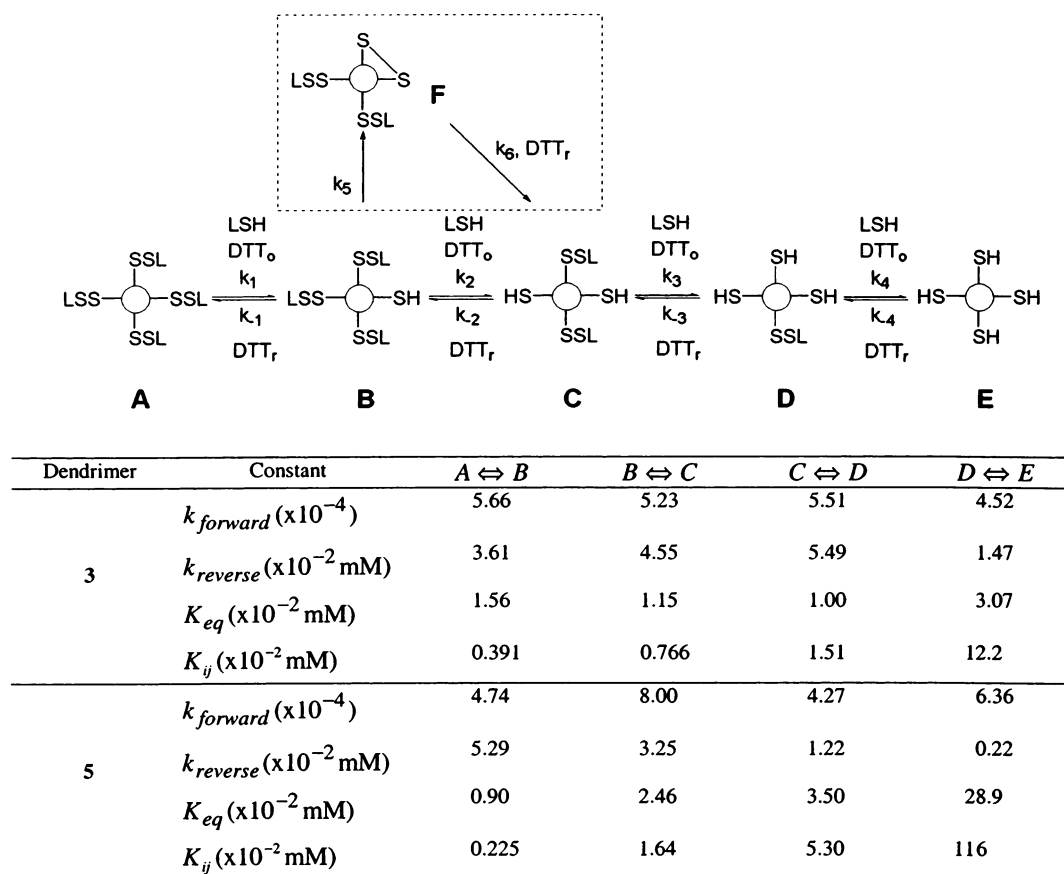 S
LSS S F
SSL
k5 k6, DTTr
LSH LSH LSH LSH
DTTo DTTo DTTo DTTo
SSL SSL SSL SH SH
k1 k2 k3 k4
LSS SSL LSS SH HS SH HS SH HS SH
k-1 k-2 k-3 k-4
SSL SSL SSL SSL SH
DTTr DTTr DTTr DTTr
A B C D E
Dendrimer Constant A ⇔ B B ⇔ C C ⇔ D D ⇔ E
k forward (x10⁻⁴) 5.66 5.23 5.51 4.52
3 k reverse (x10⁻² mM) 3.61 4.55 5.49 1.47
K eq (x10⁻² mM) 1.56 1.15 1.00 3.07
K ij (x10⁻² mM) 0.391 0.766 1.51 12.2
k forward (x10⁻⁴) 4.74 8.00 4.27 6.36
5 k reverse (x10⁻² mM) 5.29 3.25 1.22 0.22
K eq (x10⁻² mM) 0.90 2.46 3.50 28.9
K ij (x10⁻² mM) 0.225 1.64 5.30 116